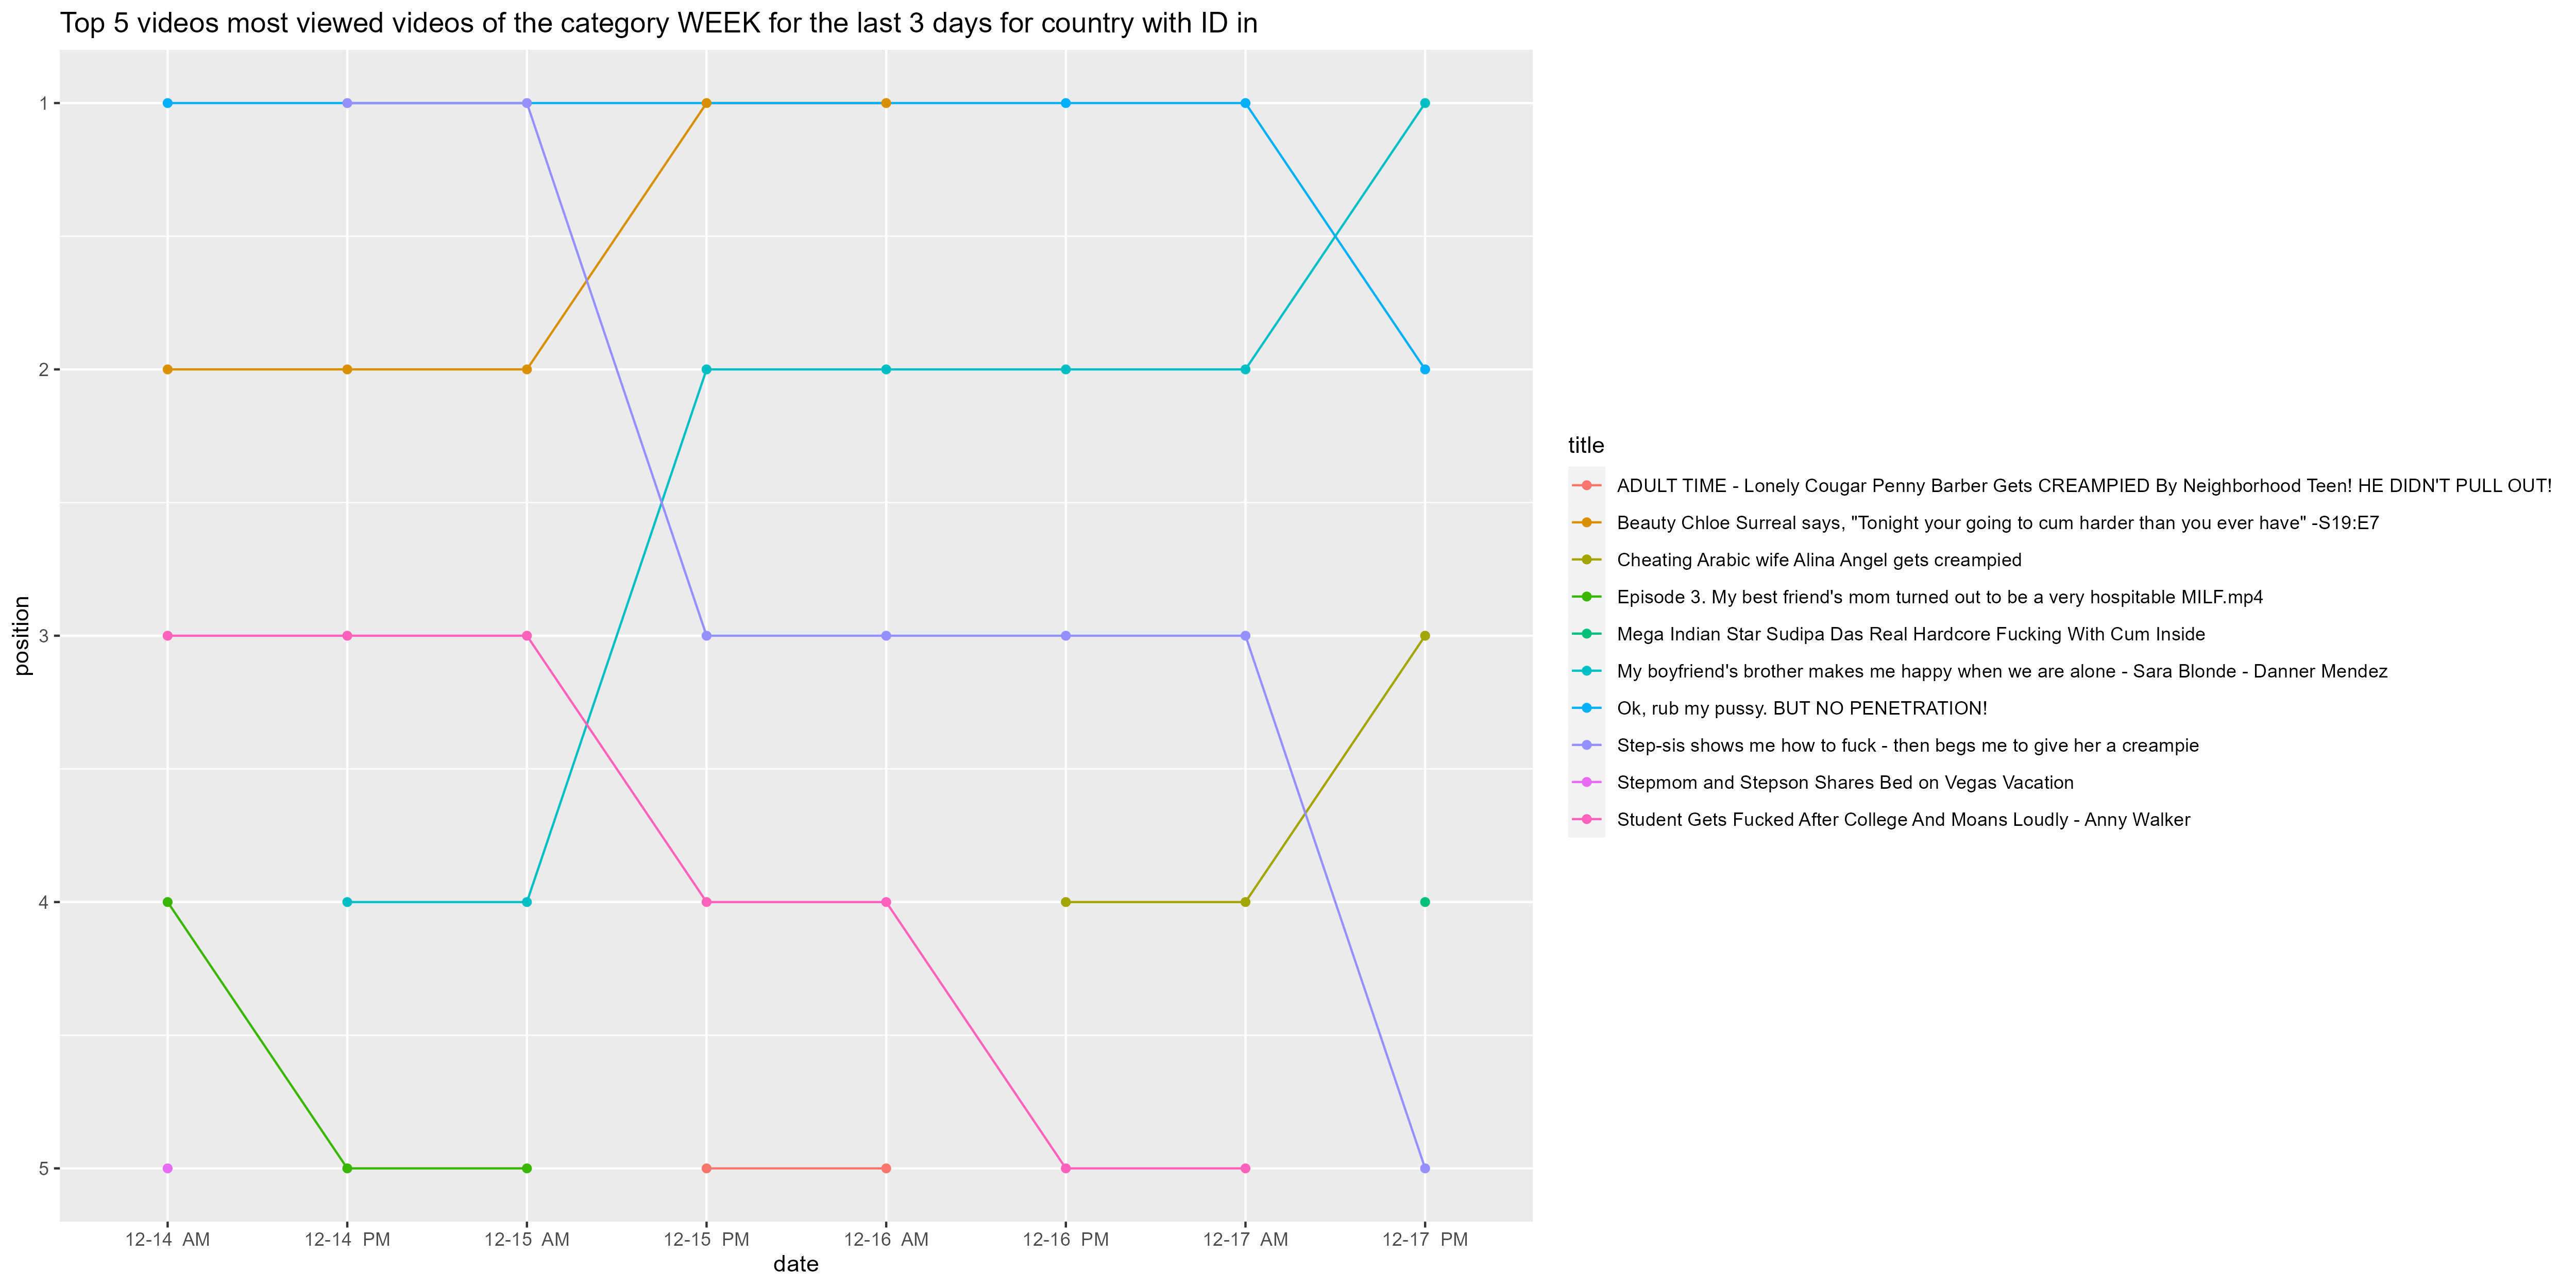 Top 5 videos most viewed videos of the category WEEK for the last 3 days for country with ID in
position
1
2
3
4
5
12-14 AM
12-14 PM
12-15 AM
12-15 PM
12-16 AM
12-16 PM
12-17 AM
12-17 PM
date
title
ADULT TIME - Lonely Cougar Penny Barber Gets CREAMPIED By Neighborhood Teen! HE DIDN'T PULL OUT!
Beauty Chloe Surreal says, "Tonight your going to cum harder than you ever have" -S19:E7
Cheating Arabic wife Alina Angel gets creampied
Episode 3. My best friend's mom turned out to be a very hospitable MILF.mp4
Mega Indian Star Sudipa Das Real Hardcore Fucking With Cum Inside
My boyfriend's brother makes me happy when we are alone - Sara Blonde - Danner Mendez
Ok, rub my pussy. BUT NO PENETRATION!
Step-sis shows me how to fuck - then begs me to give her a creampie
Stepmom and Stepson Shares Bed on Vegas Vacation
Student Gets Fucked After College And Moans Loudly - Anny Walker